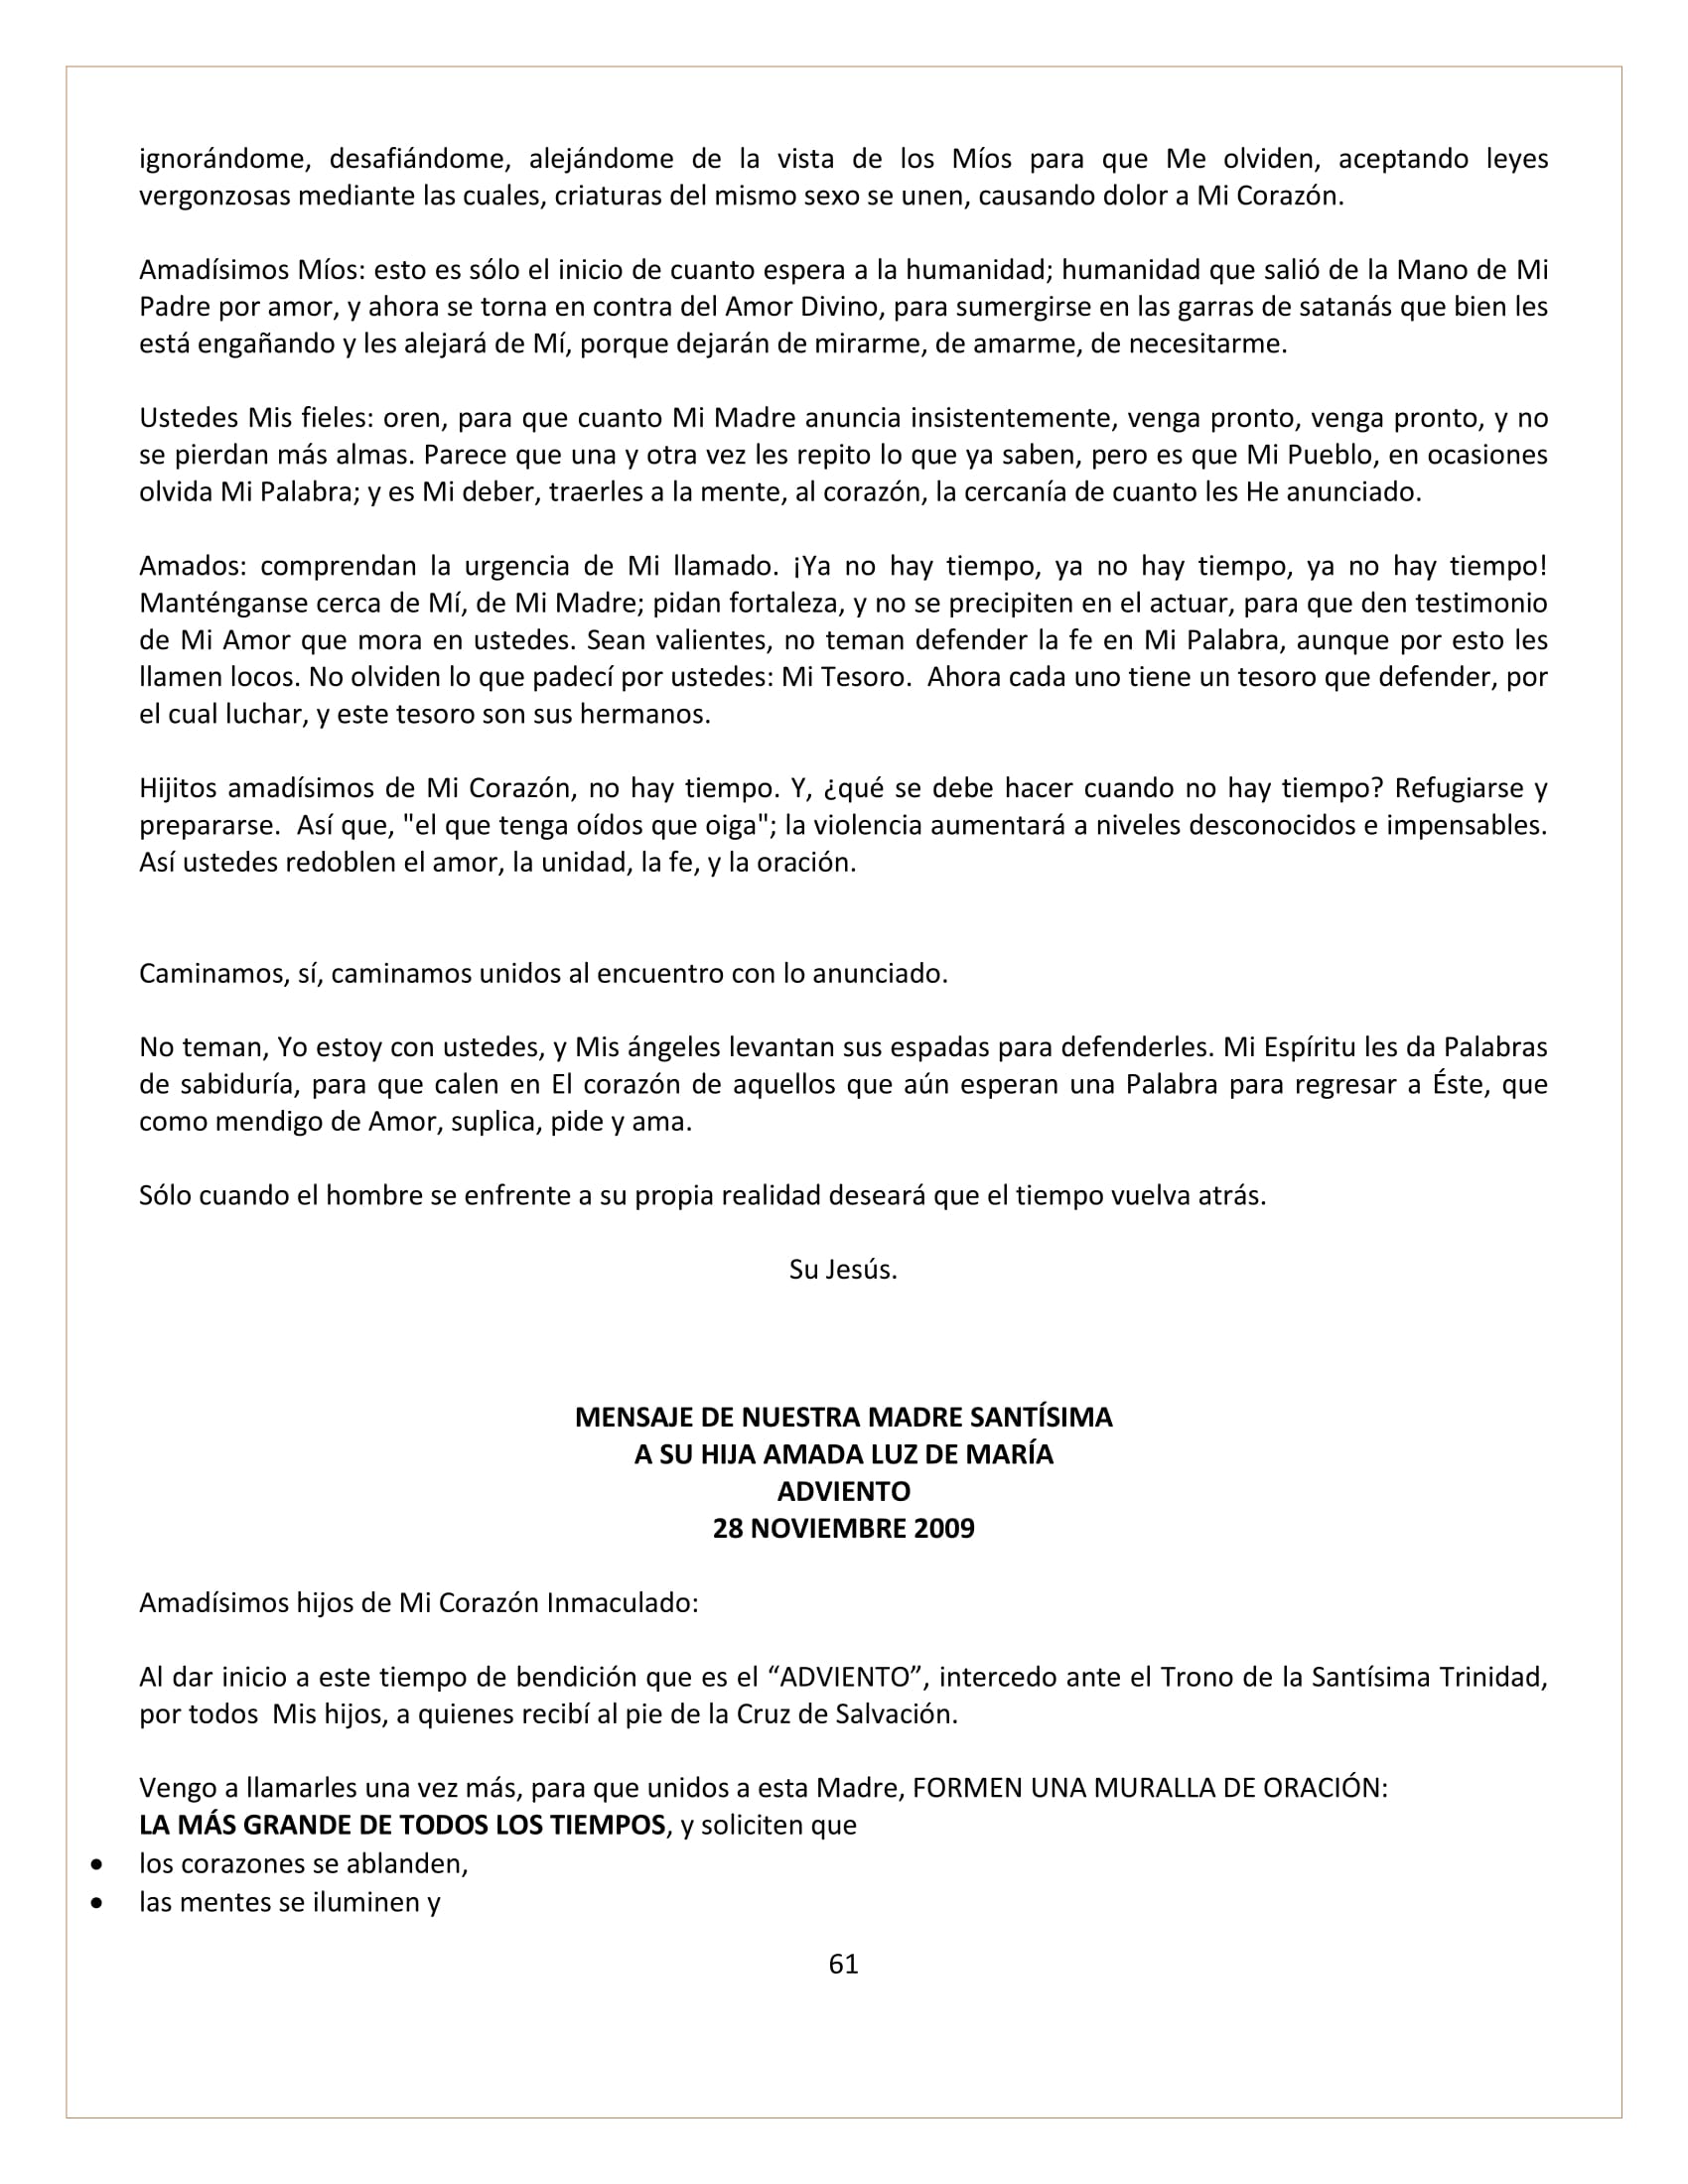 ignorándome, desafiándome, alejándome de la vista de los Míos para que Me olviden, aceptando leyes
vergonzosas mediante las cuales, criaturas del mismo sexo se unen, causando dolor a Mi Corazón.
Amadísimos Míos: esto es sólo el inicio de cuanto espera a la humanidad; humanidad que salió de la Mano de Mi
Padre por amor, y ahora se torna en contra del Amor Divino, para sumergirse en las garras de satanás que bien les
está engañando y les alejará de Mí, porque dejarán de mirarme, de amarme, de necesitarme.
Ustedes Mis fieles: oren, para que cuanto Mi Madre anuncia insistentemente, venga pronto, venga pronto, y no
se pierdan más almas. Parece que una y otra vez les repito lo que ya saben, pero es que Mi Pueblo, en ocasiones
olvida Mi Palabra; y es Mi deber, traerles a la mente, al corazón, la cercanía de cuanto les He anunciado.
Amados: comprendan la urgencia de Mi llamado. ¡Ya no hay tiempo, ya no hay tiempo, ya no hay tiempo!
Manténganse cerca de Mí, de Mi Madre; pidan fortaleza, y no se precipiten en el actuar, para que den testimonio
de Mi Amor que mora en ustedes. Sean valientes, no teman defender la fe en Mi Palabra, aunque por esto les
llamen locos. No olviden lo que padecí por ustedes: Mi Tesoro.  Ahora cada uno tiene un tesoro que defender, por
el cual luchar, y este tesoro son sus hermanos.
Hijitos amadísimos de Mi Corazón, no hay tiempo. Y, ¿qué se debe hacer cuando no hay tiempo? Refugiarse y
prepararse.  Así que, "el que tenga oídos que oiga"; la violencia aumentará a niveles desconocidos e impensables.
Así ustedes redoblen el amor, la unidad, la fe, y la oración.
Caminamos, sí, caminamos unidos al encuentro con lo anunciado.
No teman, Yo estoy con ustedes, y Mis ángeles levantan sus espadas para defenderles. Mi Espíritu les da Palabras
de sabiduría, para que calen en El corazón de aquellos que aún esperan una Palabra para regresar a Éste, que
como mendigo de Amor, suplica, pide y ama.
Sólo cuando el hombre se enfrente a su propia realidad deseará que el tiempo vuelva atrás.
Su Jesús.
MENSAJE DE NUESTRA MADRE SANTÍSIMA
A SU HIJA AMADA LUZ DE MARÍA
ADVIENTO
28 NOVIEMBRE 2009
Amadísimos hijos de Mi Corazón Inmaculado:
Al dar inicio a este tiempo de bendición que es el “ADVIENTO”, intercedo ante el Trono de la Santísima Trinidad,
por todos  Mis hijos, a quienes recibí al pie de la Cruz de Salvación.
Vengo a llamarles una vez más, para que unidos a esta Madre, FORMEN UNA MURALLA DE ORACIÓN:
LA MÁS GRANDE DE TODOS LOS TIEMPOS, y soliciten que
• los corazones se ablanden,
• las mentes se iluminen y
61